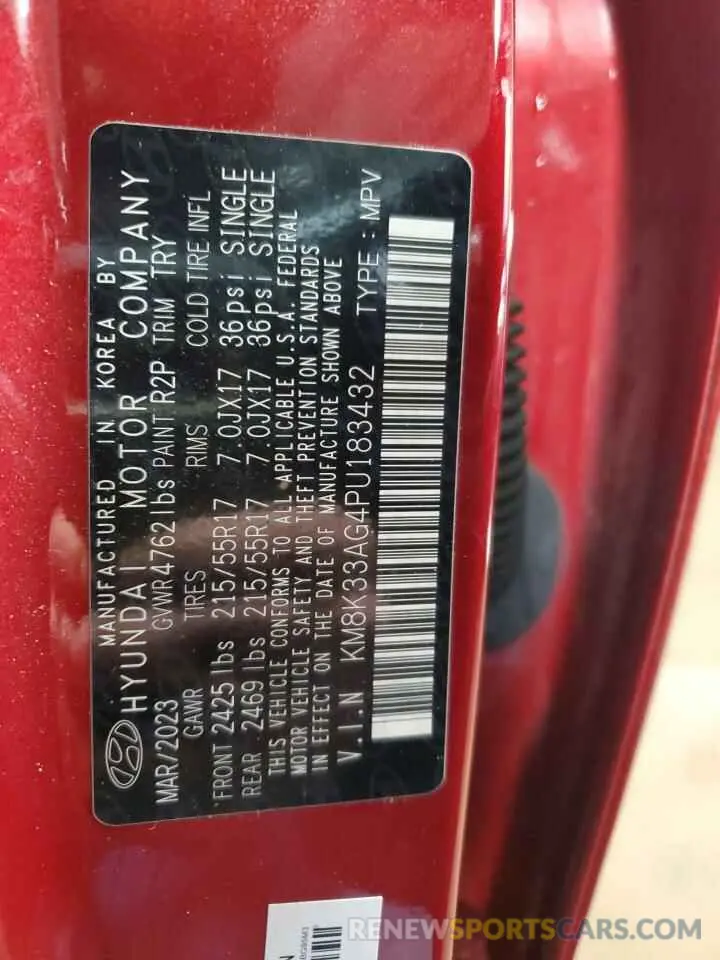 MANUFACTURED IN KOREA BY
HYUNDAI MOTOR COMPANY
MAR/2023 GVWR 4762 lbs PAINT R2P TRIM TRY
GAWR TIRES RIMS COLD TIRE INFL
FRONT 2425 lbs 215/55R17 7.0JX17 36psi SINGLE
REAR 2469 lbs 215/55R17 7.0JX17 36psi SINGLE
THIS VEHICLE CONFORMS TO ALL APPLICABLE U.S.A. FEDERAL
MOTOR VEHICLE SAFETY AND THEFT PREVENTION STANDARDS
IN EFFECT ON THE DATE OF MANUFACTURE SHOWN ABOVE
V.I.N KM8K33AG4PU183432 TYPE : MPV
RENEWSPORTSCARS.COM